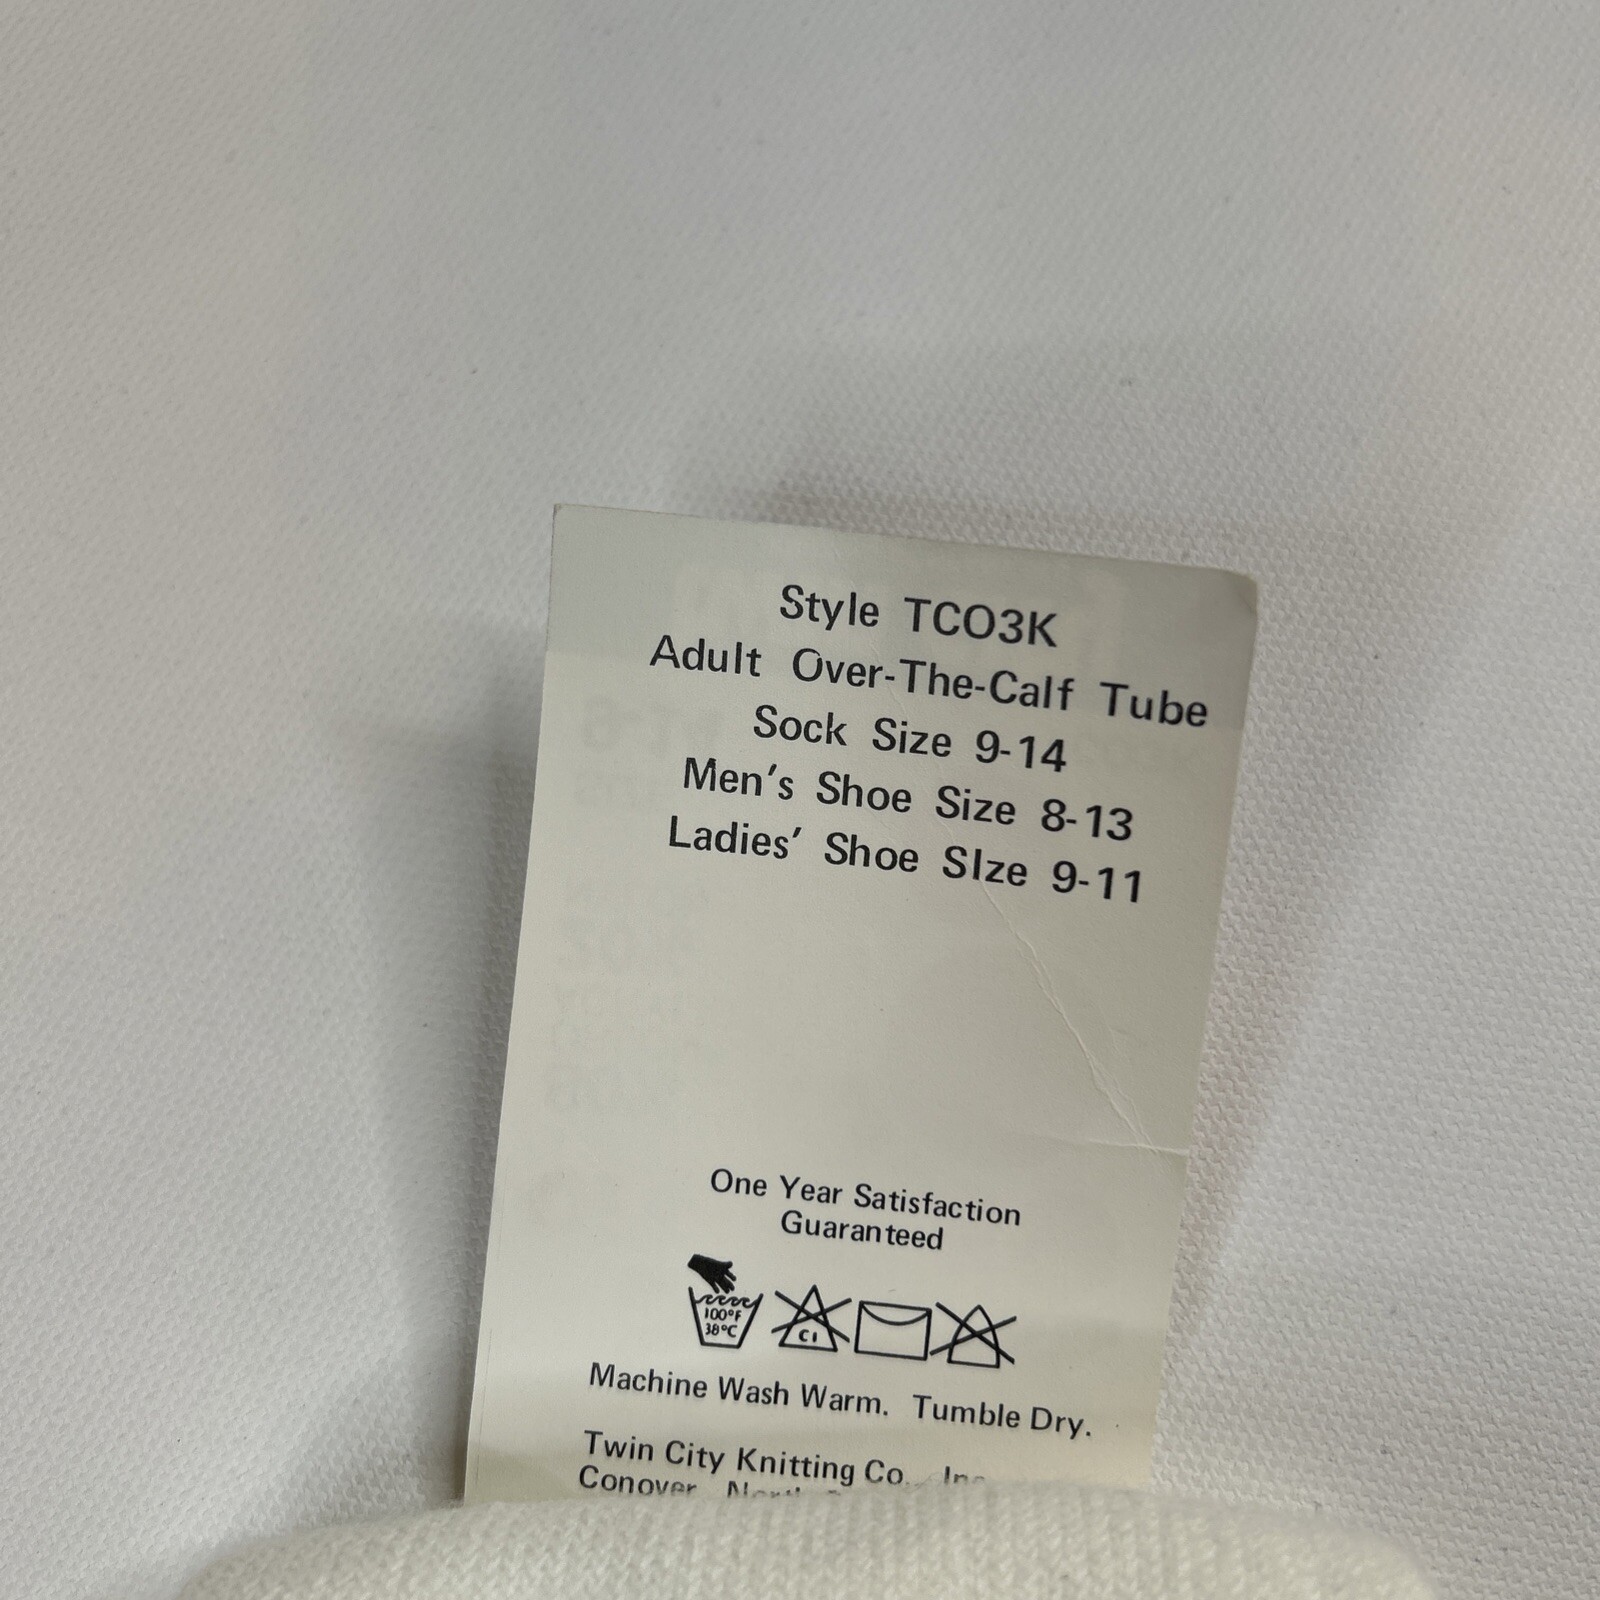 Style TCO3K
Adult Over-The-Calf Tube
Sock Size 9-14
Men's Shoe Size 8-13
Ladies' Shoe SIze 9-11
One Year Satisfaction
Guaranteed
100°F
38°C
Cl
Machine Wash Warm. Tumble Dry.
Twin City Knitting Co., Inc.
Conover, North